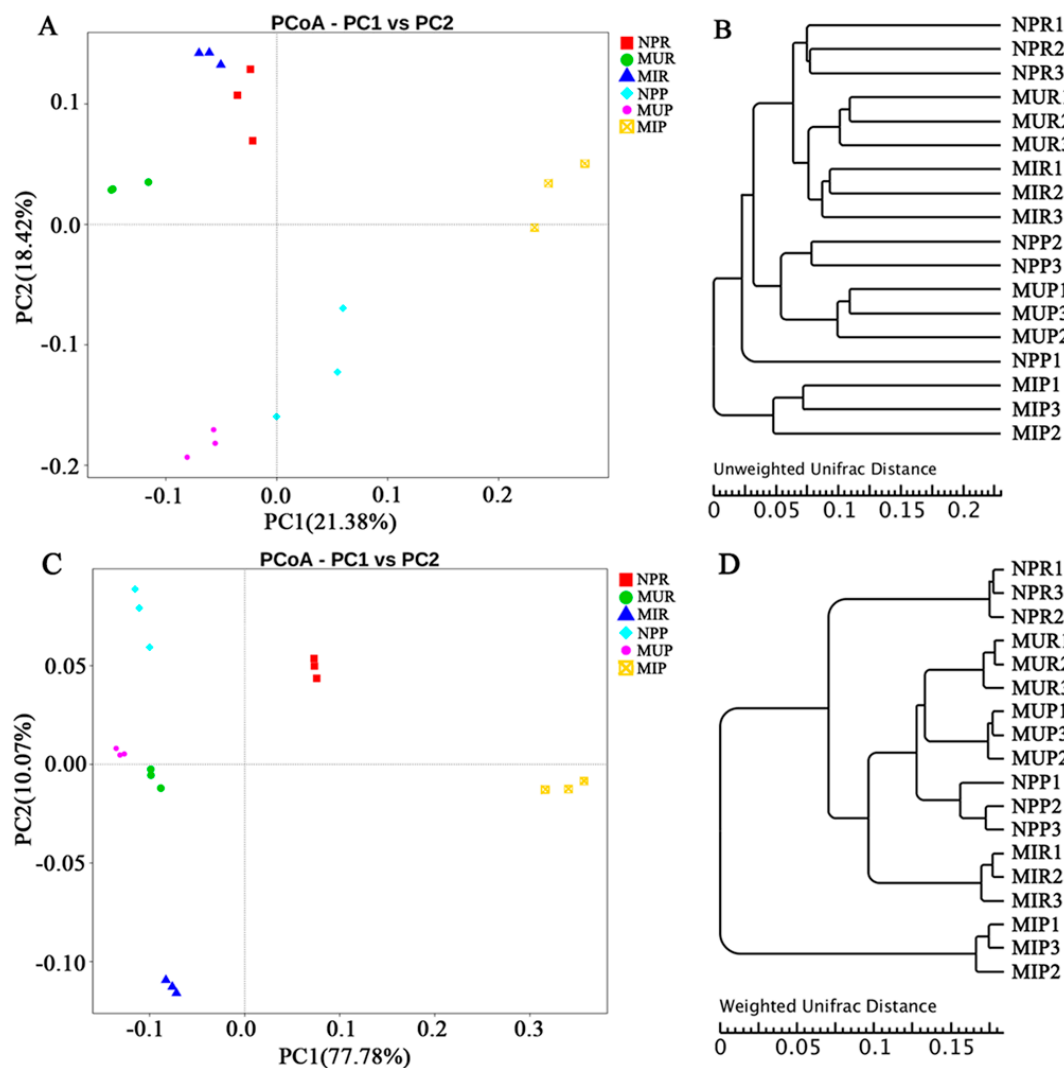 A
PCoA - PC1 vs PC2
NPR
MUR
MIR
NPP
MUP
MIP
0.1
0.0
-0.1
-0.2
PC2(18.42%)
-0.1
0.0
0.1
0.2
PC1(21.38%)
B
NPR1
NPR2
NPR3
MUR1
MUR2
MUR3
MIR1
MIR2
MIR3
NPP2
NPP3
MUP1
MUP3
MUP2
NPP1
MIP1
MIP3
MIP2
Unweighted Unifrac Distance
0
0.05
0.1
0.15
0.2
C
PCoA - PC1 vs PC2
NPR
MUR
MIR
NPP
MUP
MIP
0.05
0.00
-0.05
-0.10
PC2(10.07%)
-0.1
0.0
0.1
0.2
0.3
PC1(77.78%)
D
NPR1
NPR3
NPR2
MUR1
MUR2
MUR3
MUP1
MUP3
MUP2
NPP1
NPP2
NPP3
MIR1
MIR2
MIR3
MIP1
MIP3
MIP2
Weighted Unifrac Distance
0
0.05
0.1
0.15